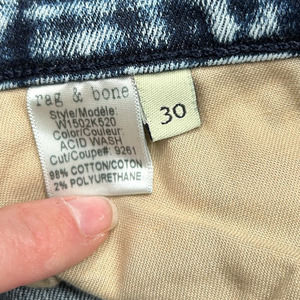 rag & bone
Style/Modèle:
W1502K520
Color/Couleur:
ACID WASH
Cut/Coupe#: 9261
98% COTTON/COTON
2% POLYURETHANE
30